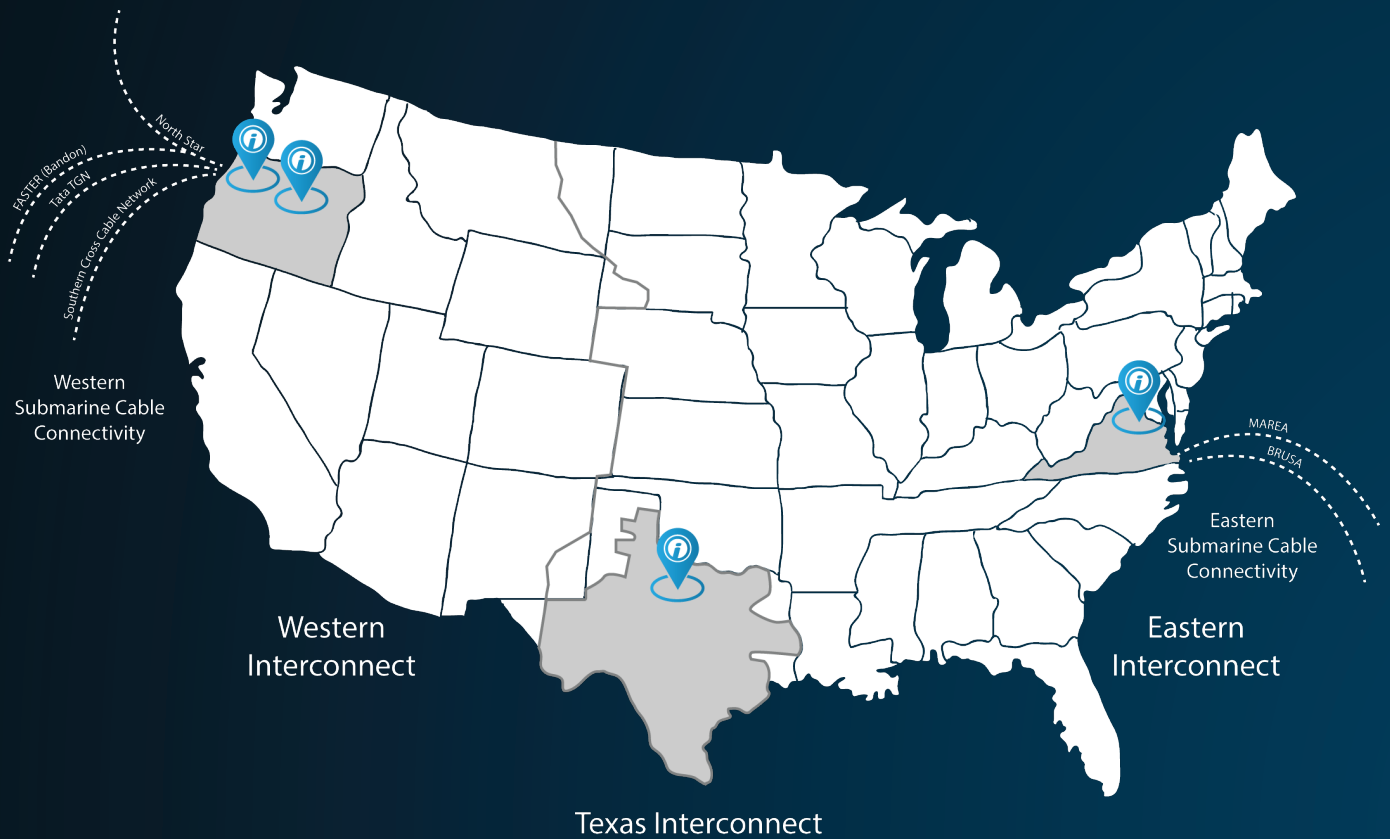 North Star
FASTER (Bandon)
Tata TGN
Southern Cross Cable Network
Western
Submarine Cable
Connectivity
i
i
i
i
MAREA
BRUSA
Eastern
Submarine Cable
Connectivity
Western
Interconnect
Eastern
Interconnect
Texas Interconnect